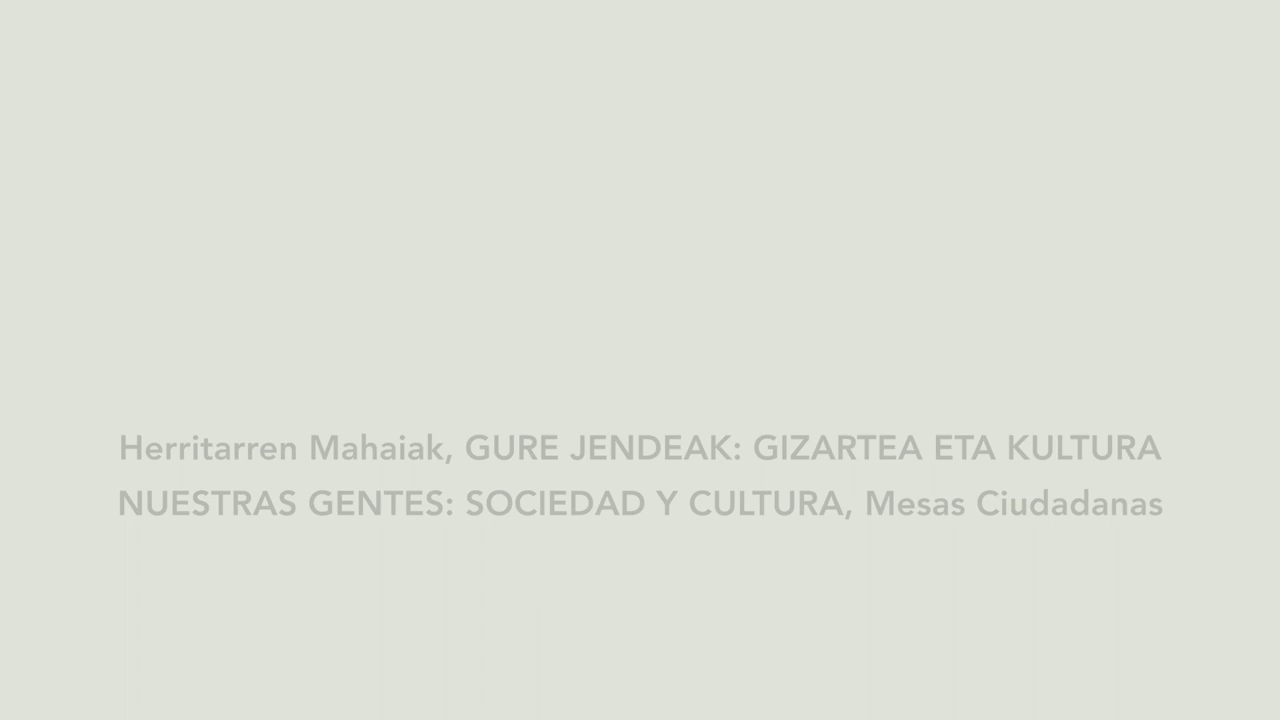 Herritarren Mahaiak, GURE JENDEAK: GIZARTEA ETA KULTURA
NUESTRAS GENTES: SOCIEDAD Y CULTURA, Mesas Ciudadanas